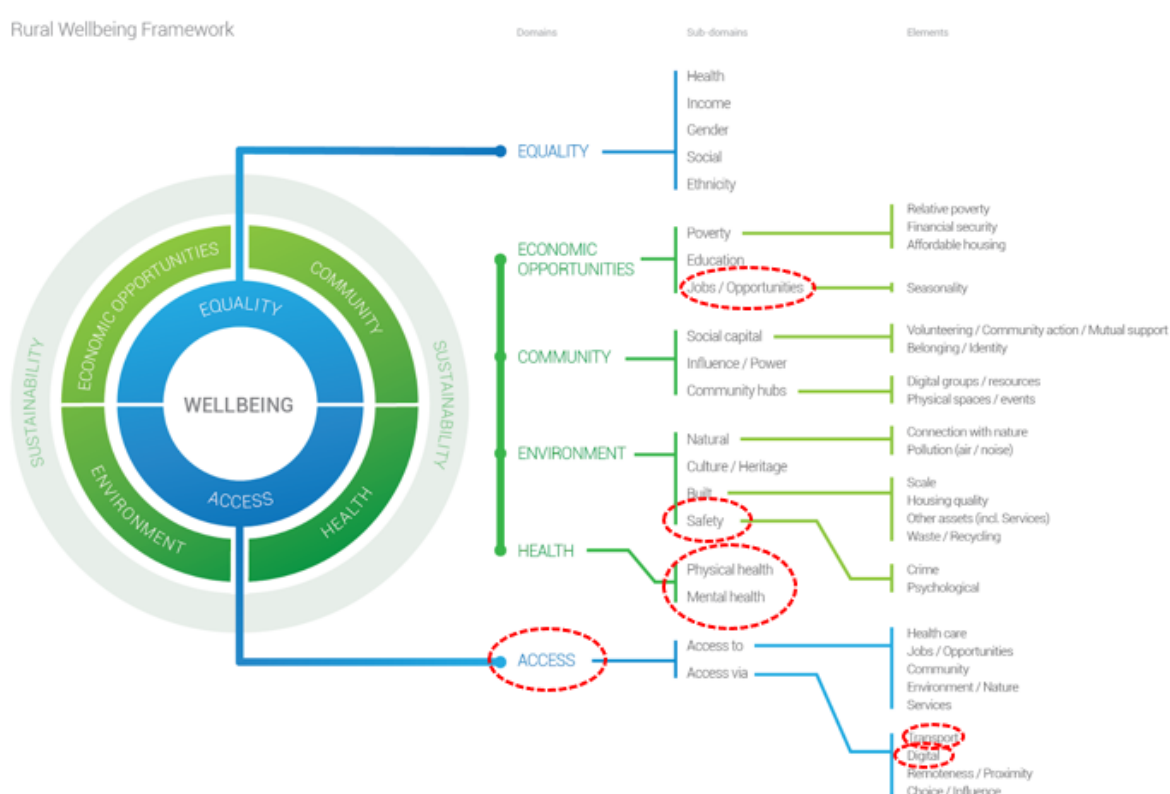 Rural Wellbeing Framework
Domains
Sub-domains
Elements
SUSTAINABILITY
SUSTAINABILITY
ECONOMIC OPPORTUNITIES
COMMUNITY
ENVIRONMENT
HEALTH
EQUALITY
WELLBEING
ACCESS
EQUALITY
Health
Income
Gender
Social
Ethnicity
ECONOMIC
OPPORTUNITIES
Poverty
Education
Jobs / Opportunities
Relative poverty
Financial security
Affordable housing
Seasonality
COMMUNITY
Social capital
Influence / Power
Community hubs
Volunteering / Community action / Mutual support
Belonging / Identity
Digital groups / resources
Physical spaces / events
ENVIRONMENT
Natural
Culture / Heritage
Built
Safety
Connection with nature
Pollution (air / noise)
Scale
Housing quality
Other assets (incl. Services)
Waste / Recycling
Crime
Psychological
HEALTH
Physical health
Mental health
ACCESS
Access to
Access via
Health care
Jobs / Opportunities
Community
Environment / Nature
Services
Transport
Digital
Remoteness / Proximity
Choice / Influence